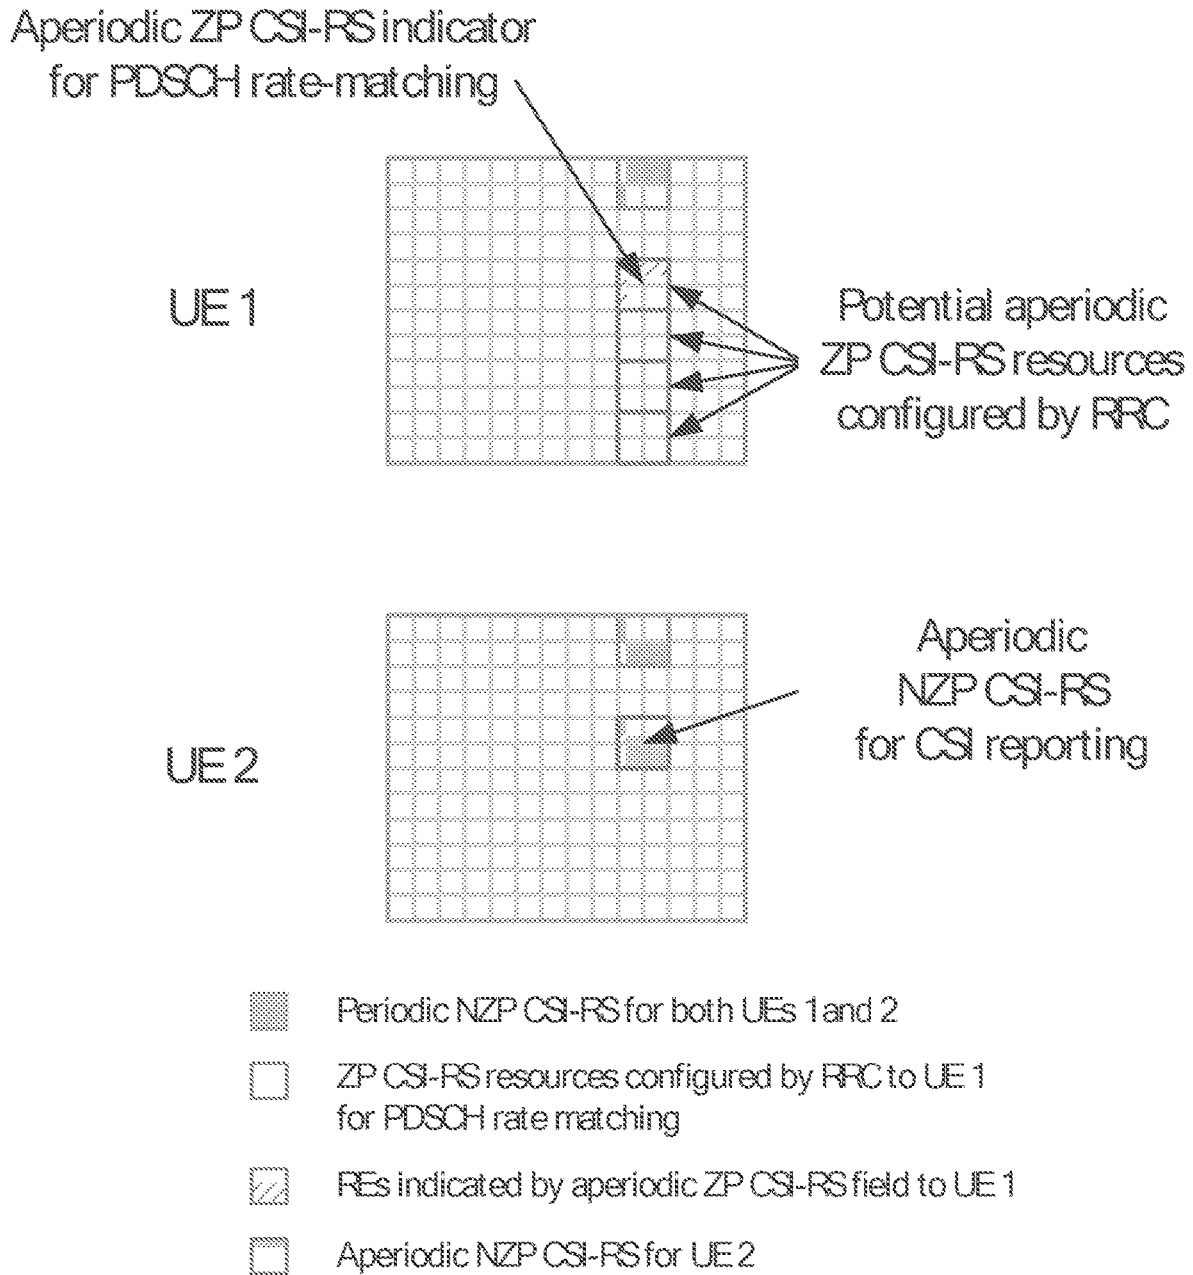 Aperiodic ZP CSI-RS indicator
for PDSCH rate-matching
UE 1
Potential aperiodic
ZP CSI-RS resources
configured by RRC
Aperiodic
NZP CSI-RS
for CSI reporting
UE 2
Periodic NZP CSI-RS for both UEs 1 and 2
ZP CSI-RS resources configured by RRC to UE 1
for PDSCH rate matching
REs indicated by aperiodic ZP CSI-RS field to UE 1
Aperiodic NZP CSI-RS for UE 2